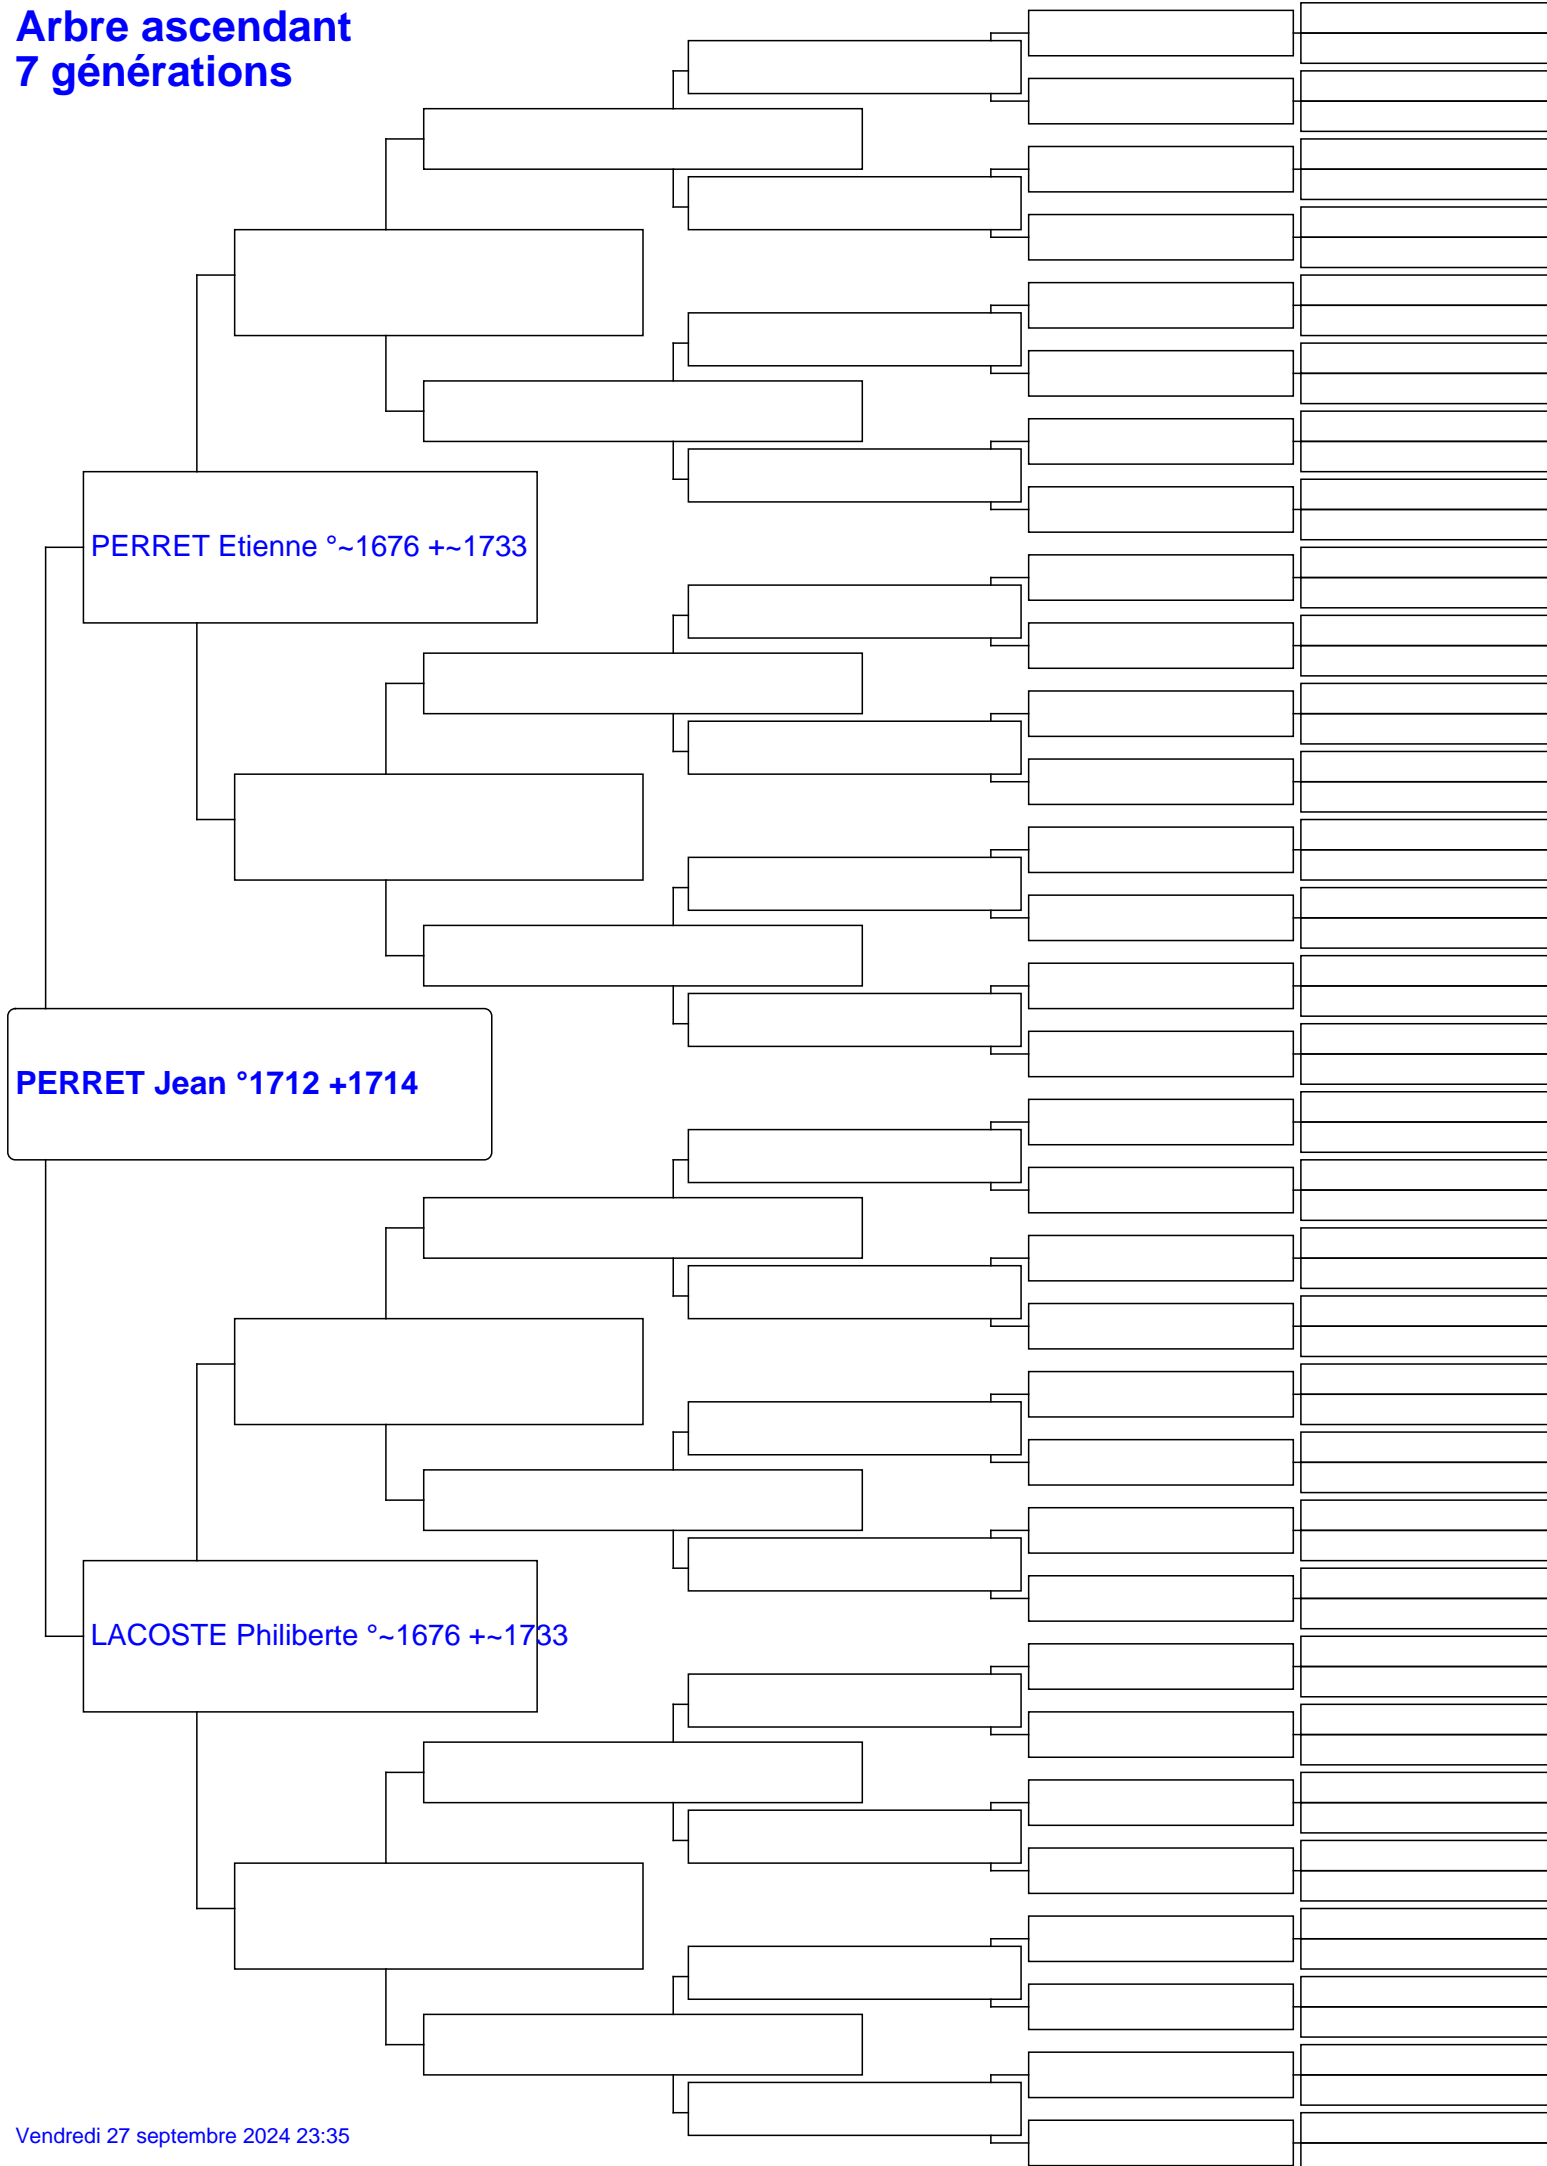 Arbre ascendant
7 générations
PERRET Etienne °~1676 +~1733
PERRET Jean °1712 +1714
LACOSTE Philiberte °~1676 +~1733
Vendredi 27 septembre 2024 23:35